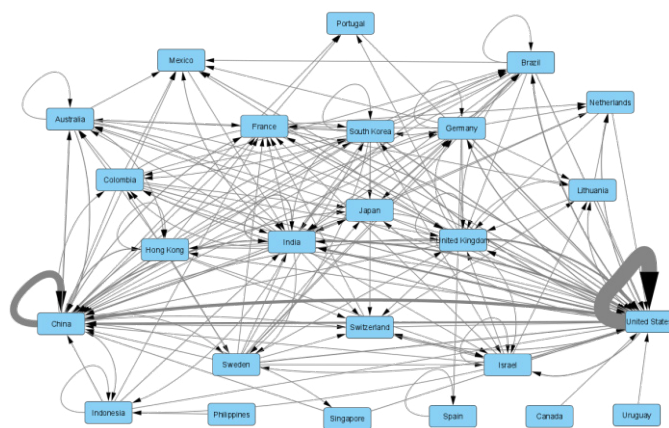 Portugal
Mexico
Brazil
Netherlands
Australia
France
South Korea
Germany
Colombia
Lithuania
Japan
Hong Kong
India
United Kingdom
China
Switzerland
United States
Sweden
Israel
Indonesia
Philippines
Singapore
Spain
Canada
Uruguay